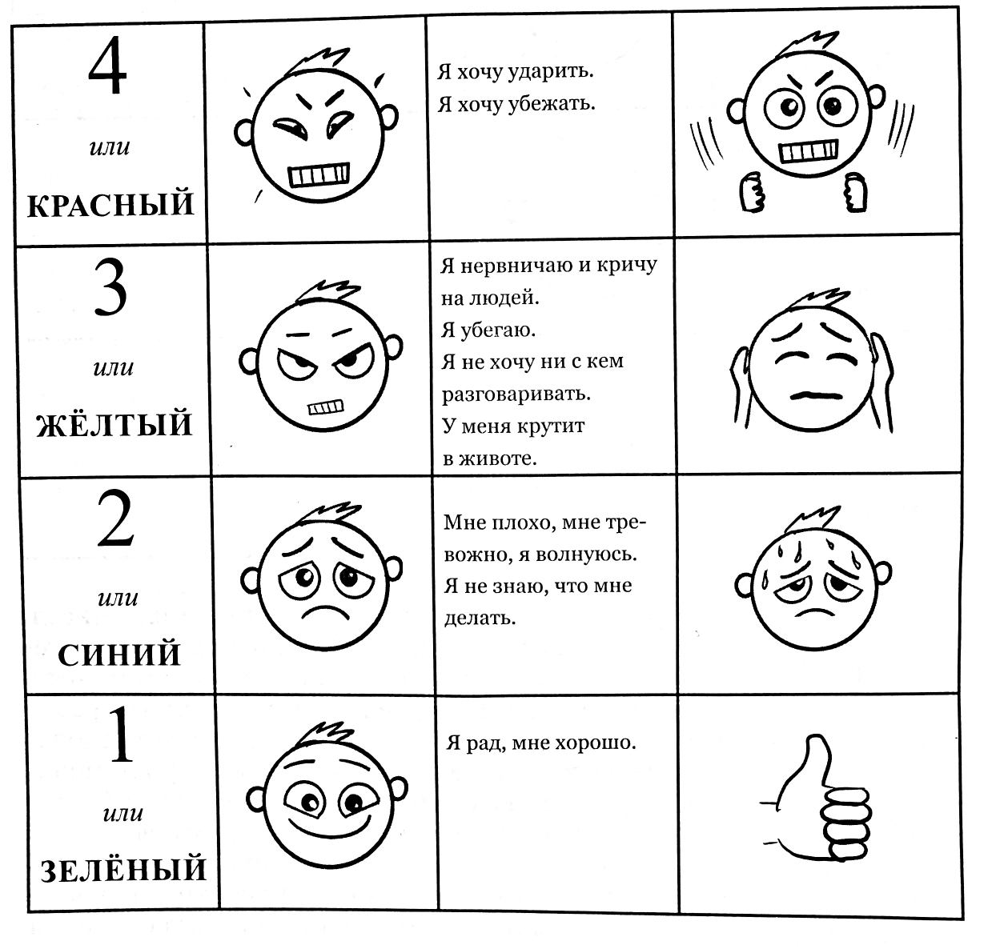 4
или
КРАСНЫЙ
Я хочу ударить.
Я хочу убежать.
3
или
ЖЁЛТЫЙ
Я нервничаю и кричу
на людей.
Я убегаю.
Я не хочу ни с кем
разговаривать.
У меня крутит
в животе.
2
или
СИНИЙ
Мне плохо, мне тре-
вожно, я волнуюсь.
Я не знаю, что мне
делать.
1
или
ЗЕЛЁНЫЙ
Я рад, мне хорошо.